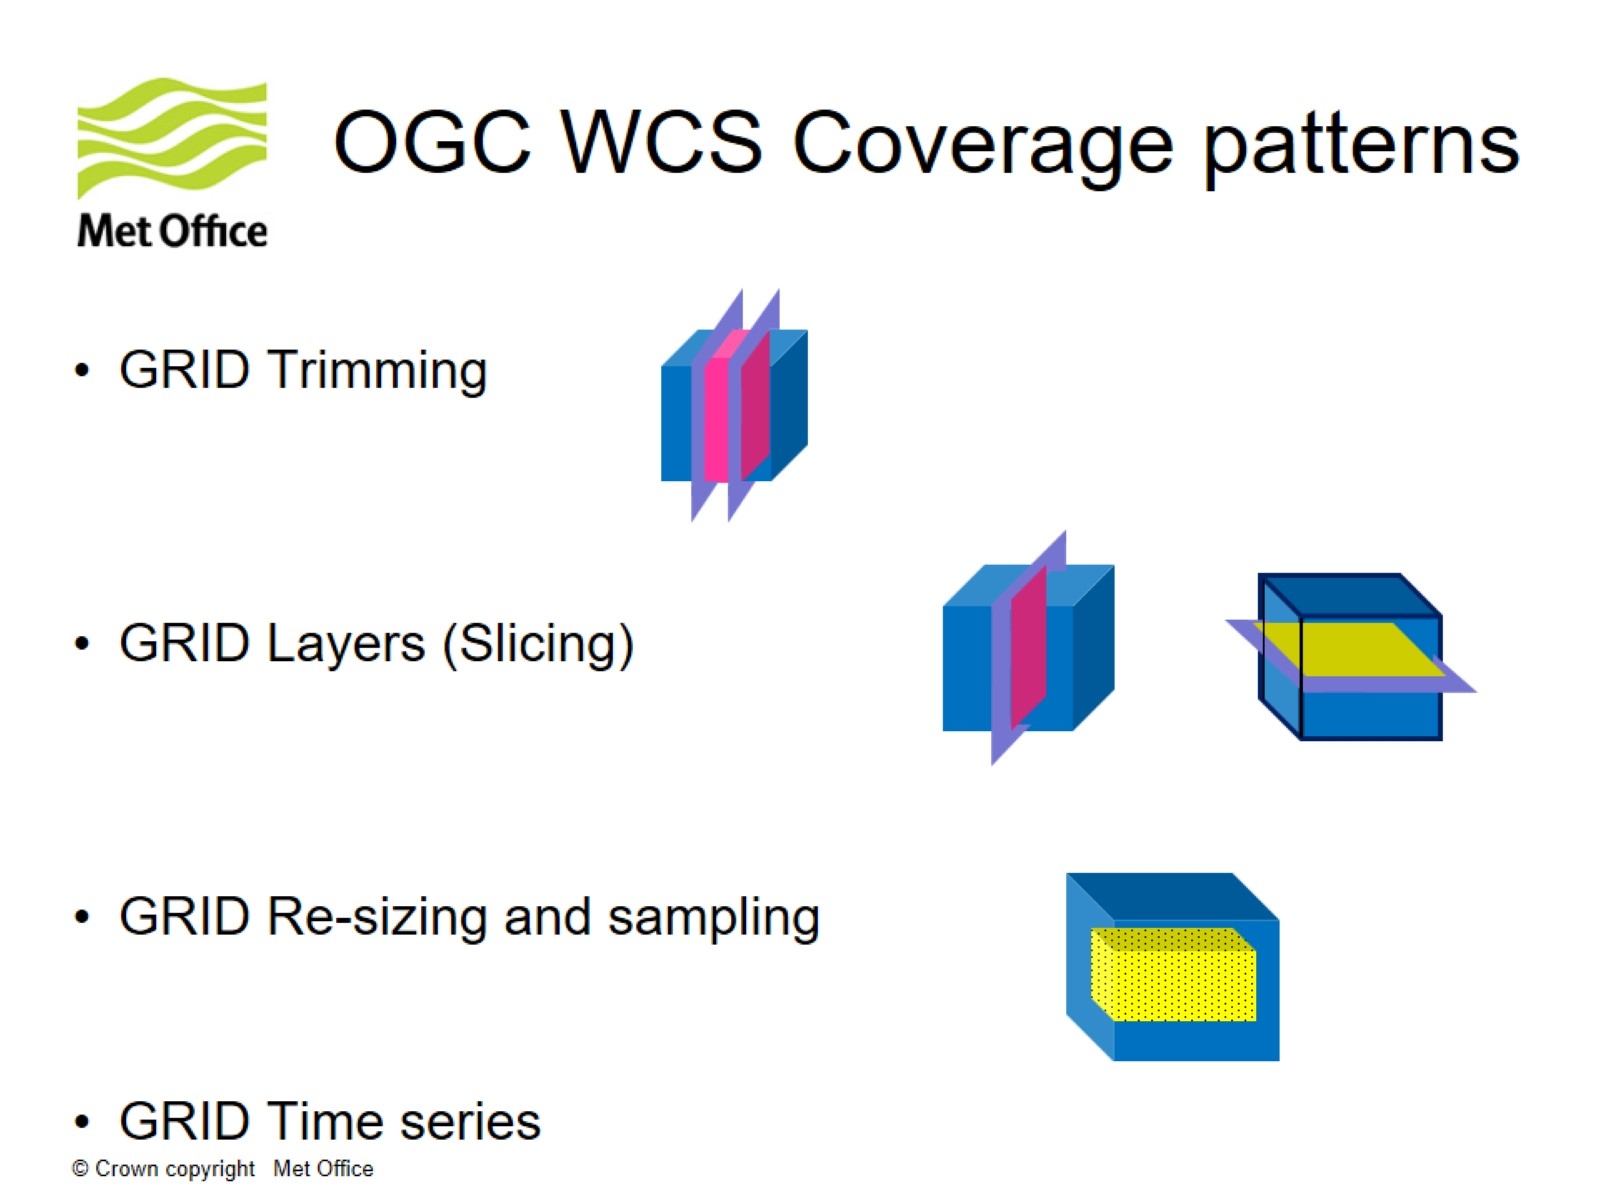 OGC WCS Coverage patterns
Met Office
• GRID Trimming
• GRID Layers (Slicing)
• GRID Re-sizing and sampling
• GRID Time series
© Crown copyright Met Office